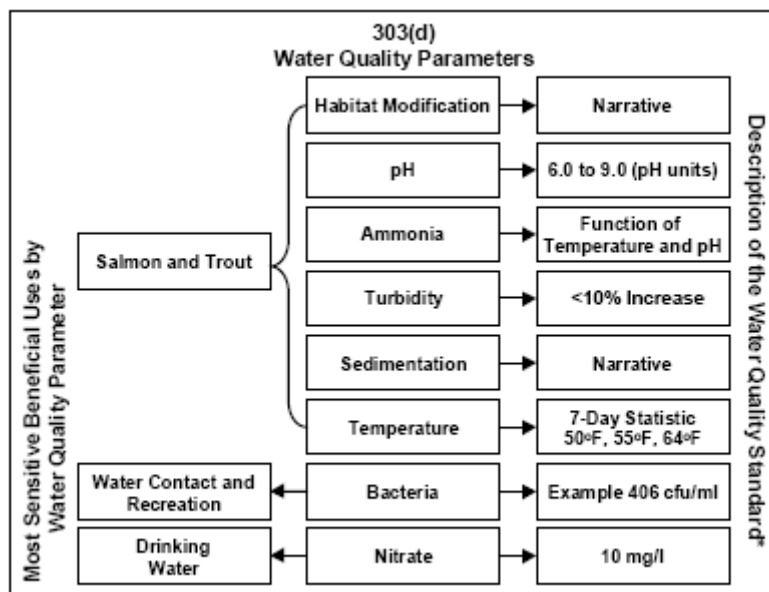 303(d)
Water Quality Parameters
Most Sensitive Beneficial Uses by
Water Quality Parameter
Salmon and Trout
Habitat Modification
Narrative
pH
6.0 to 9.0 (pH units)
Ammonia
Function of
Temperature and pH
Turbidity
<10% Increase
Sedimentation
Narrative
Temperature
7-Day Statistic
50ºF, 55ºF, 64ºF
Water Contact and
Recreation
Bacteria
Example 406 cfu/ml
Drinking
Water
Nitrate
10 mg/l
Description of the Water Quality Standard*